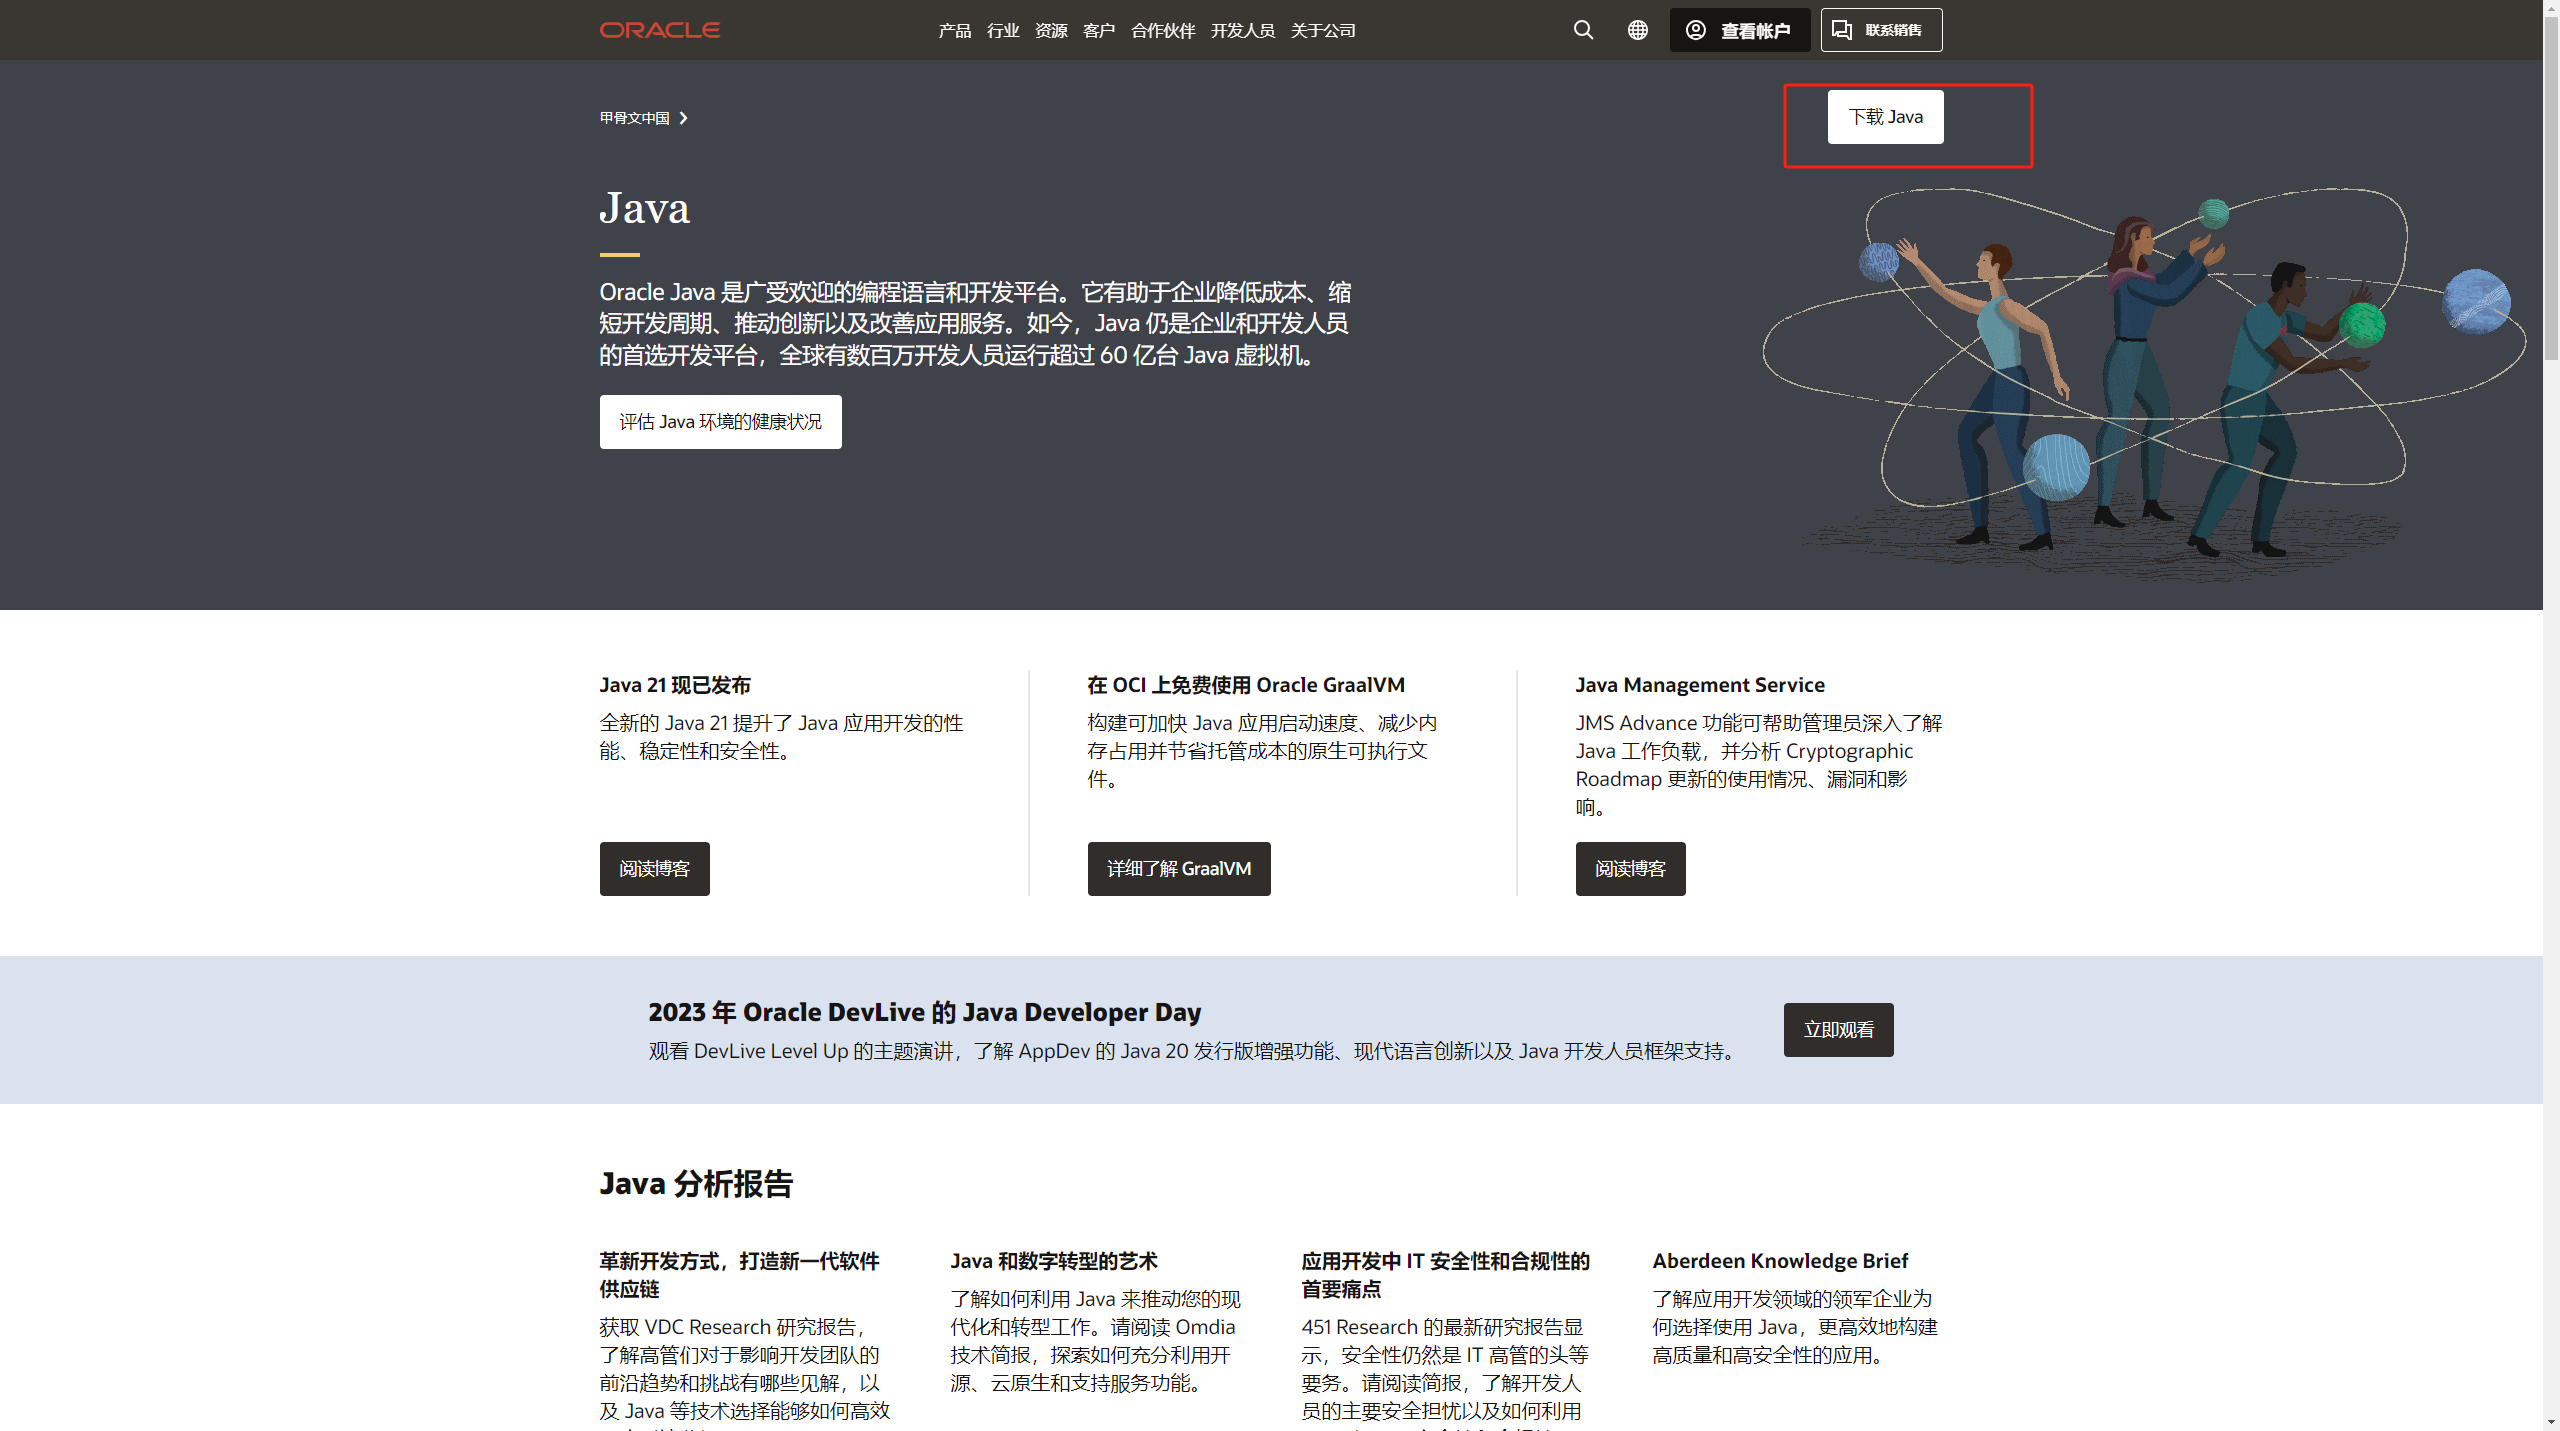 ORACLE
产品 行业 资源 客户 合作伙伴 开发人员 关于公司
查看帐户
联系销售
甲骨文中国
下载 Java
Java
Oracle Java 是广受欢迎的编程语言和开发平台。它有助于企业降低成本、缩
短开发周期、推动创新以及改善应用服务。如今，Java 仍是企业和开发人员
的首选开发平台，全球有数百万开发人员运行超过 60 亿台 Java 虚拟机。
评估 Java 环境的健康状况
Java 21 现已发布
全新的 Java 21 提升了 Java 应用开发的性
能、稳定性和安全性。
阅读博客
在 OCI 上免费使用 Oracle GraalVM
构建可加快 Java 应用启动速度、减少内
存占用并节省托管成本的原生可执行文
件。
详细了解 GraalVM
Java Management Service
JMS Advance 功能可帮助管理员深入了解
Java 工作负载，并分析 Cryptographic
Roadmap 更新的使用情况、漏洞和影
响。
阅读博客
2023 年 Oracle DevLive 的 Java Developer Day
观看 DevLive Level Up 的主题演讲，了解 AppDev 的 Java 20 发行版增强功能、现代语言创新以及 Java 开发人员框架支持。
立即观看
Java 分析报告
革新开发方式，打造新一代软件
供应链
获取 VDC Research 研究报告，
了解高管们对于影响开发团队的
前沿趋势和挑战有哪些见解，以
及 Java 等技术选择能够如何高效
Java 和数字转型的艺术
了解如何利用 Java 来推动您的现
代化和转型工作。请阅读 Omdia
技术简报，探索如何充分利用开
源、云原生和支持服务功能。
应用开发中 IT 安全性和合规性的
首要痛点
451 Research 的最新研究报告显
示，安全性仍然是 IT 高管的头等
要务。请阅读简报，了解开发人
员的主要安全担忧以及如何利用
Aberdeen Knowledge Brief
了解应用开发领域的领军企业为
何选择使用 Java，更高效地构建
高质量和高安全性的应用。